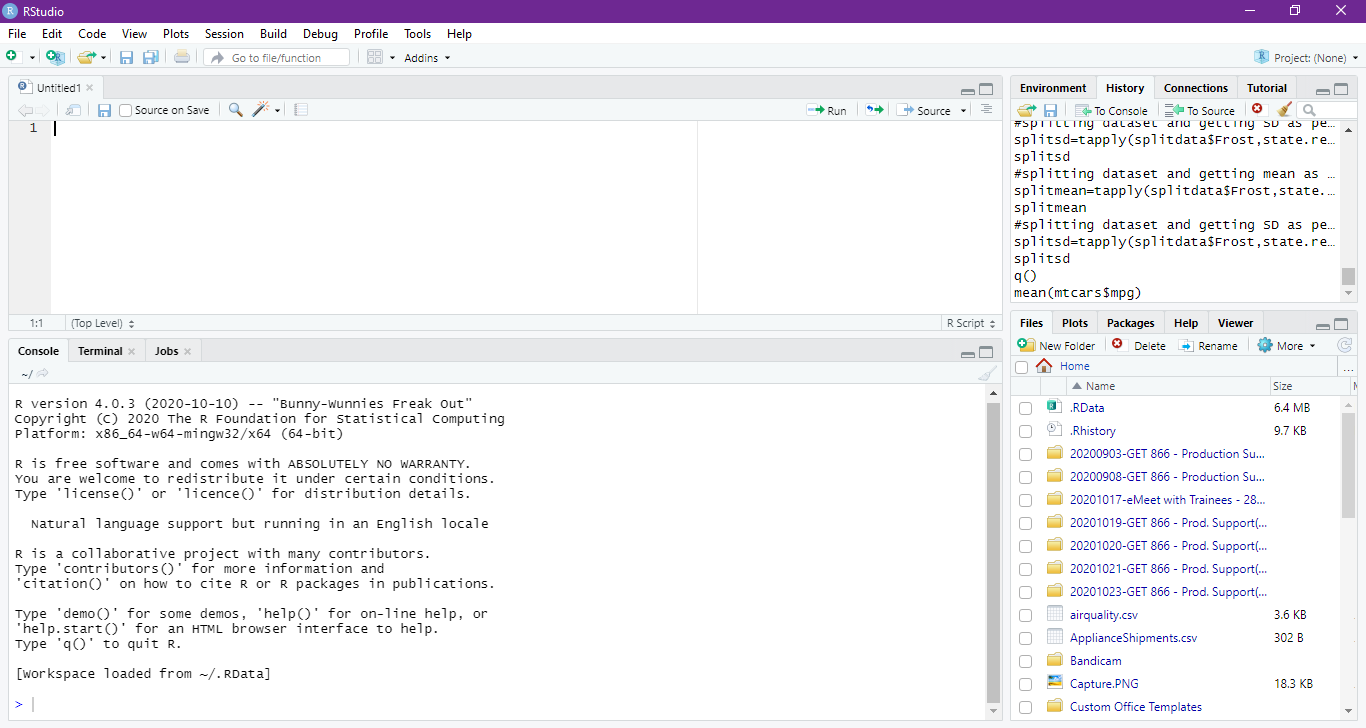 RStudio
File Edit Code View Plots Session Build Debug Profile Tools Help
Go to file/function Addins Project: (None)
Untitled1
Source on Save Run Source
1
1:1 (Top Level) R Script
Console Terminal Jobs
~/
R version 4.0.3 (2020-10-10) -- "Bunny-Wunnies Freak Out"
Copyright (C) 2020 The R Foundation for Statistical Computing
Platform: x86_64-w64-mingw32/x64 (64-bit)
R is free software and comes with ABSOLUTELY NO WARRANTY.
You are welcome to redistribute it under certain conditions.
Type 'license()' or 'licence()' for distribution details.
Natural language support but running in an English locale
R is a collaborative project with many contributors.
Type 'contributors()' for more information and
'citation()' on how to cite R or R packages in publications.
Type 'demo()' for some demos, 'help()' for on-line help, or
'help.start()' for an HTML browser interface to help.
Type 'q()' to quit R.
[Workspace loaded from ~/.RData]
>
Environment History Connections Tutorial
To Console To Source
#splitting dataset and getting SD as pe...
splitsd=tapply(splitdata$Frost,state.re...
splitsd
#splitting dataset and getting mean as ...
splitmean=tapply(splitdata$Frost,state....
splitmean
#splitting dataset and getting SD as pe...
splitsd=tapply(splitdata$Frost,state.re...
splitsd
q()
mean(mtcars$mpg)
Files Plots Packages Help Viewer
New Folder Delete Rename More
Home ...
Name Size
.RData 6.4 MB
.Rhistory 9.7 KB
20200903-GET 866 - Production Su...
20200908-GET 866 - Production Su...
20201017-eMeet with Trainees - 28...
20201019-GET 866 - Prod. Support(...
20201020-GET 866 - Prod. Support(...
20201021-GET 866 - Prod. Support(...
20201023-GET 866 - Prod. Support(...
airquality.csv 3.6 KB
ApplianceShipments.csv 302 B
Bandicam
Capture.PNG 18.3 KB
Custom Office Templates